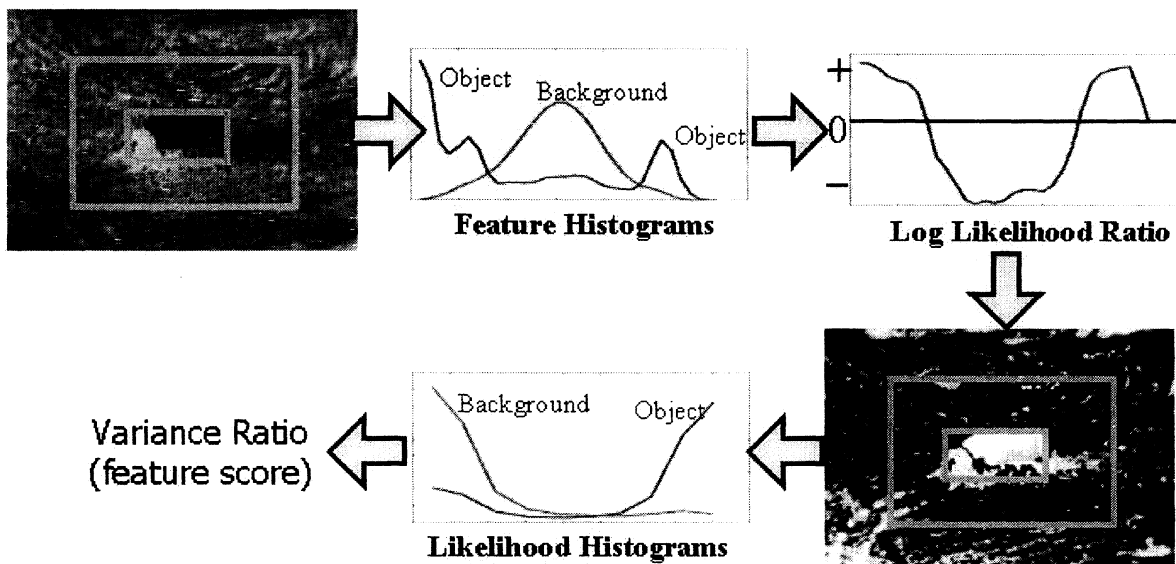 Object
Background
Object
Feature Histograms
+
0
−
Log Likelihood Ratio
Background
Object
Likelihood Histograms
Variance Ratio
(feature score)